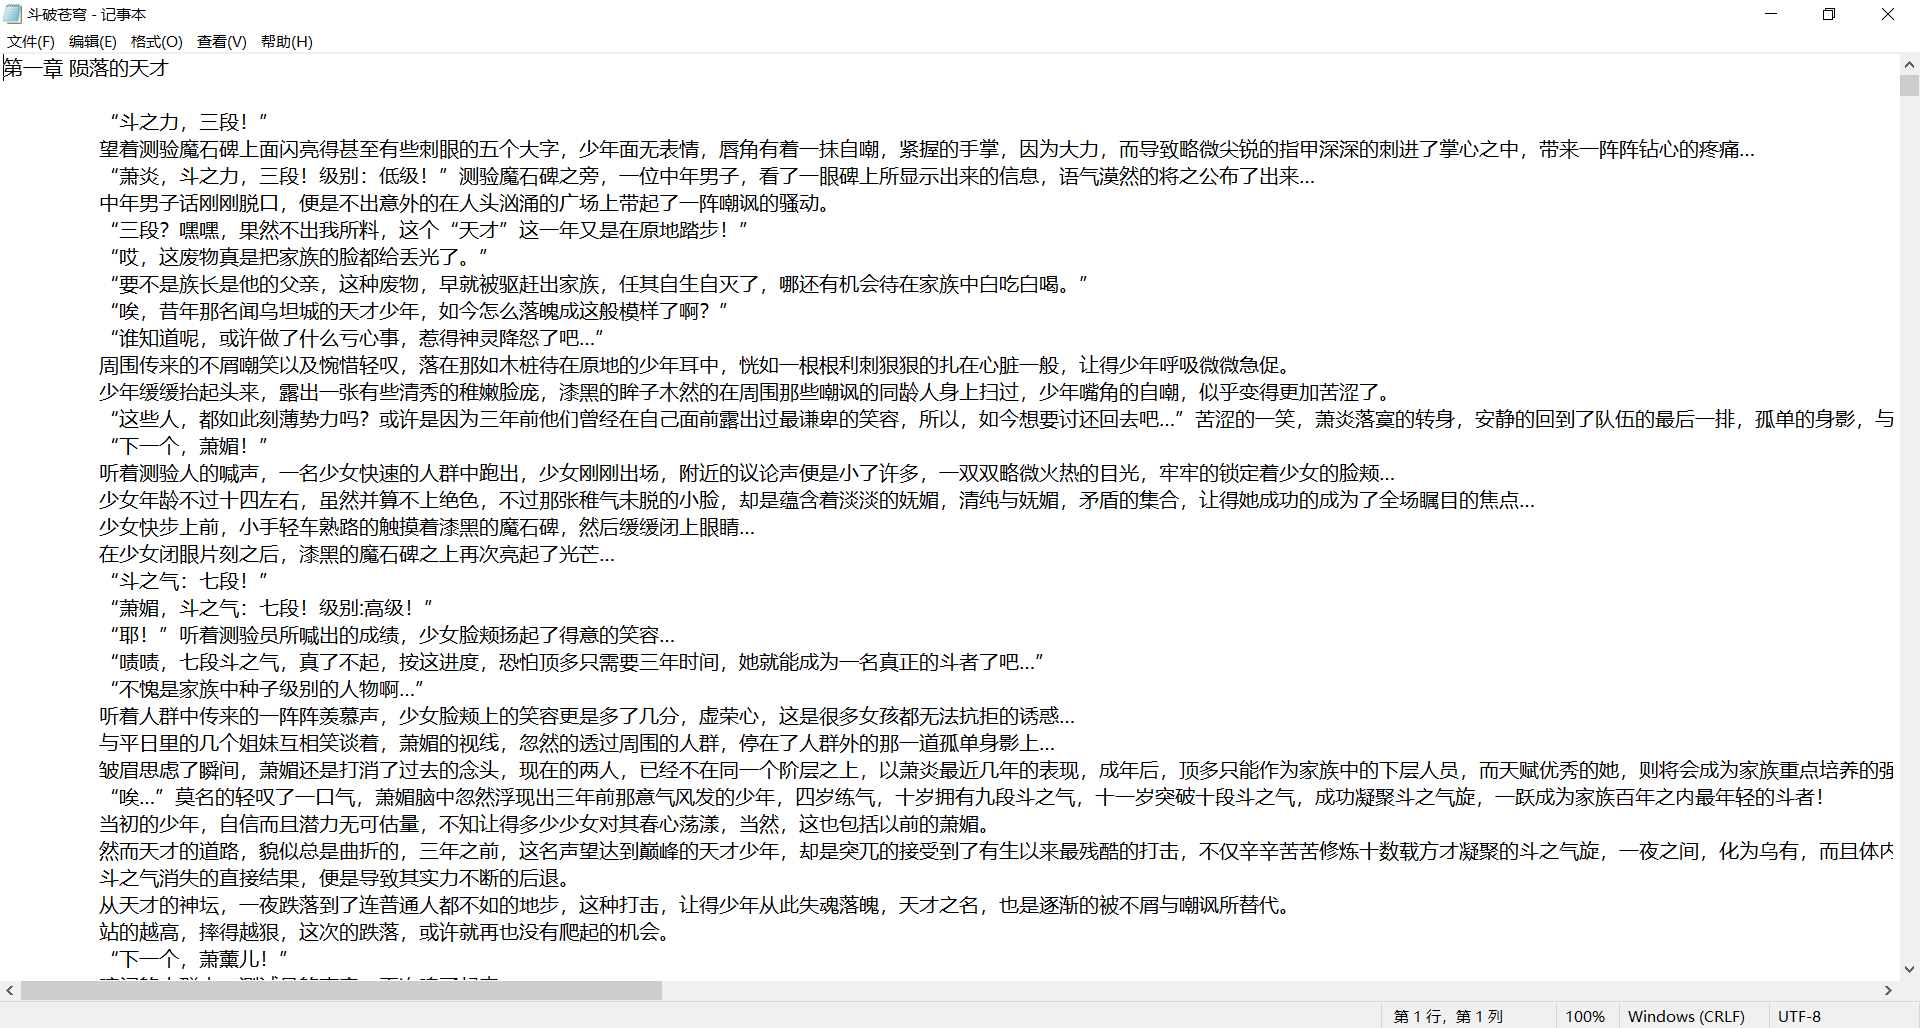 斗破苍穹 - 记事本
文件(F) 编辑(E) 格式(O) 查看(V) 帮助(H)
第一章 陨落的天才
“斗之力，三段！”
望着测验魔石碑上面闪亮得甚至有些刺眼的五个大字，少年面无表情，唇角有着一抹自嘲，紧握的手掌，因为大力，而导致略微尖锐的指甲深深的刺进了掌心之中，带来一阵阵钻心的疼痛...
“萧炎，斗之力，三段！级别：低级！”测验魔石碑之旁，一位中年男子，看了一眼碑上所显示出来的信息，语气漠然的将之公布了出来...
中年男子话刚刚脱口，便是不出意外的在人头汹涌的广场上带起了一阵嘲讽的骚动。
“三段？嘿嘿，果然不出我所料，这个“天才”这一年又是在原地踏步！”
“哎，这废物真是把家族的脸都给丢光了。”
“要不是族长是他的父亲，这种废物，早就被驱赶出家族，任其自生自灭了，哪还有机会待在家族中白吃白喝。”
“唉，昔年那名闻乌坦城的天才少年，如今怎么落魄成这般模样了啊？”
“谁知道呢，或许做了什么亏心事，惹得神灵降怒了吧...”
周围传来的不屑嘲笑以及惋惜轻叹，落在那如木桩待在原地的少年耳中，恍如一根根利刺狠狠的扎在心脏一般，让得少年呼吸微微急促。
少年缓缓抬起头来，露出一张有些清秀的稚嫩脸庞，漆黑的眸子木然的在周围那些嘲讽的同龄人身上扫过，少年嘴角的自嘲，似乎变得更加苦涩了。
“这些人，都如此刻薄势力吗？或许是因为三年前他们曾经在自己面前露出过最谦卑的笑容，所以，如今想要讨还回去吧...”苦涩的一笑，萧炎落寞的转身，安静的回到了队伍的最后一排，孤单的身影，与
“下一个，萧媚！”
听着测验人的喊声，一名少女快速的人群中跑出，少女刚刚出场，附近的议论声便是小了许多，一双双略微火热的目光，牢牢的锁定着少女的脸颊...
少女年龄不过十四左右，虽然并算不上绝色，不过那张稚气未脱的小脸，却是蕴含着淡淡的妩媚，清纯与妩媚，矛盾的集合，让得她成功的成为了全场瞩目的焦点...
少女快步上前，小手轻车熟路的触摸着漆黑的魔石碑，然后缓缓闭上眼睛...
在少女闭眼片刻之后，漆黑的魔石碑之上再次亮起了光芒...
“斗之气：七段！”
“萧媚，斗之气：七段！级别:高级！”
“耶！”听着测验员所喊出的成绩，少女脸颊扬起了得意的笑容...
“啧啧，七段斗之气，真了不起，按这进度，恐怕顶多只需要三年时间，她就能成为一名真正的斗者了吧...”
“不愧是家族中种子级别的人物啊...”
听着人群中传来的一阵阵羡慕声，少女脸颊上的笑容更是多了几分，虚荣心，这是很多女孩都无法抗拒的诱惑...
与平日里的几个姐妹互相笑谈着，萧媚的视线，忽然的透过周围的人群，停在了人群外的那一道孤单身影上...
皱眉思虑了瞬间，萧媚还是打消了过去的念头，现在的两人，已经不在同一个阶层之上，以萧炎最近几年的表现，成年后，顶多只能作为家族中的下层人员，而天赋优秀的她，则将会成为家族重点培养的强
“唉...”莫名的轻叹了一口气，萧媚脑中忽然浮现出三年前那意气风发的少年，四岁练气，十岁拥有九段斗之气，十一岁突破十段斗之气，成功凝聚斗之气旋，一跃成为家族百年之内最年轻的斗者！
当初的少年，自信而且潜力无可估量，不知让得多少少女对其春心荡漾，当然，这也包括以前的萧媚。
然而天才的道路，貌似总是曲折的，三年之前，这名声望达到巅峰的天才少年，却是突兀的接受到了有生以来最残酷的打击，不仅辛辛苦苦修炼十数载方才凝聚的斗之气旋，一夜之间，化为乌有，而且体内
斗之气消失的直接结果，便是导致其实力不断的后退。
从天才的神坛，一夜跌落到了连普通人都不如的地步，这种打击，让得少年从此失魂落魄，天才之名，也是逐渐的被不屑与嘲讽所替代。
站的越高，摔得越狠，这次的跌落，或许就再也没有爬起的机会。
“下一个，萧薰儿！”
第 1 行，第 1 列 100% Windows (CRLF) UTF-8